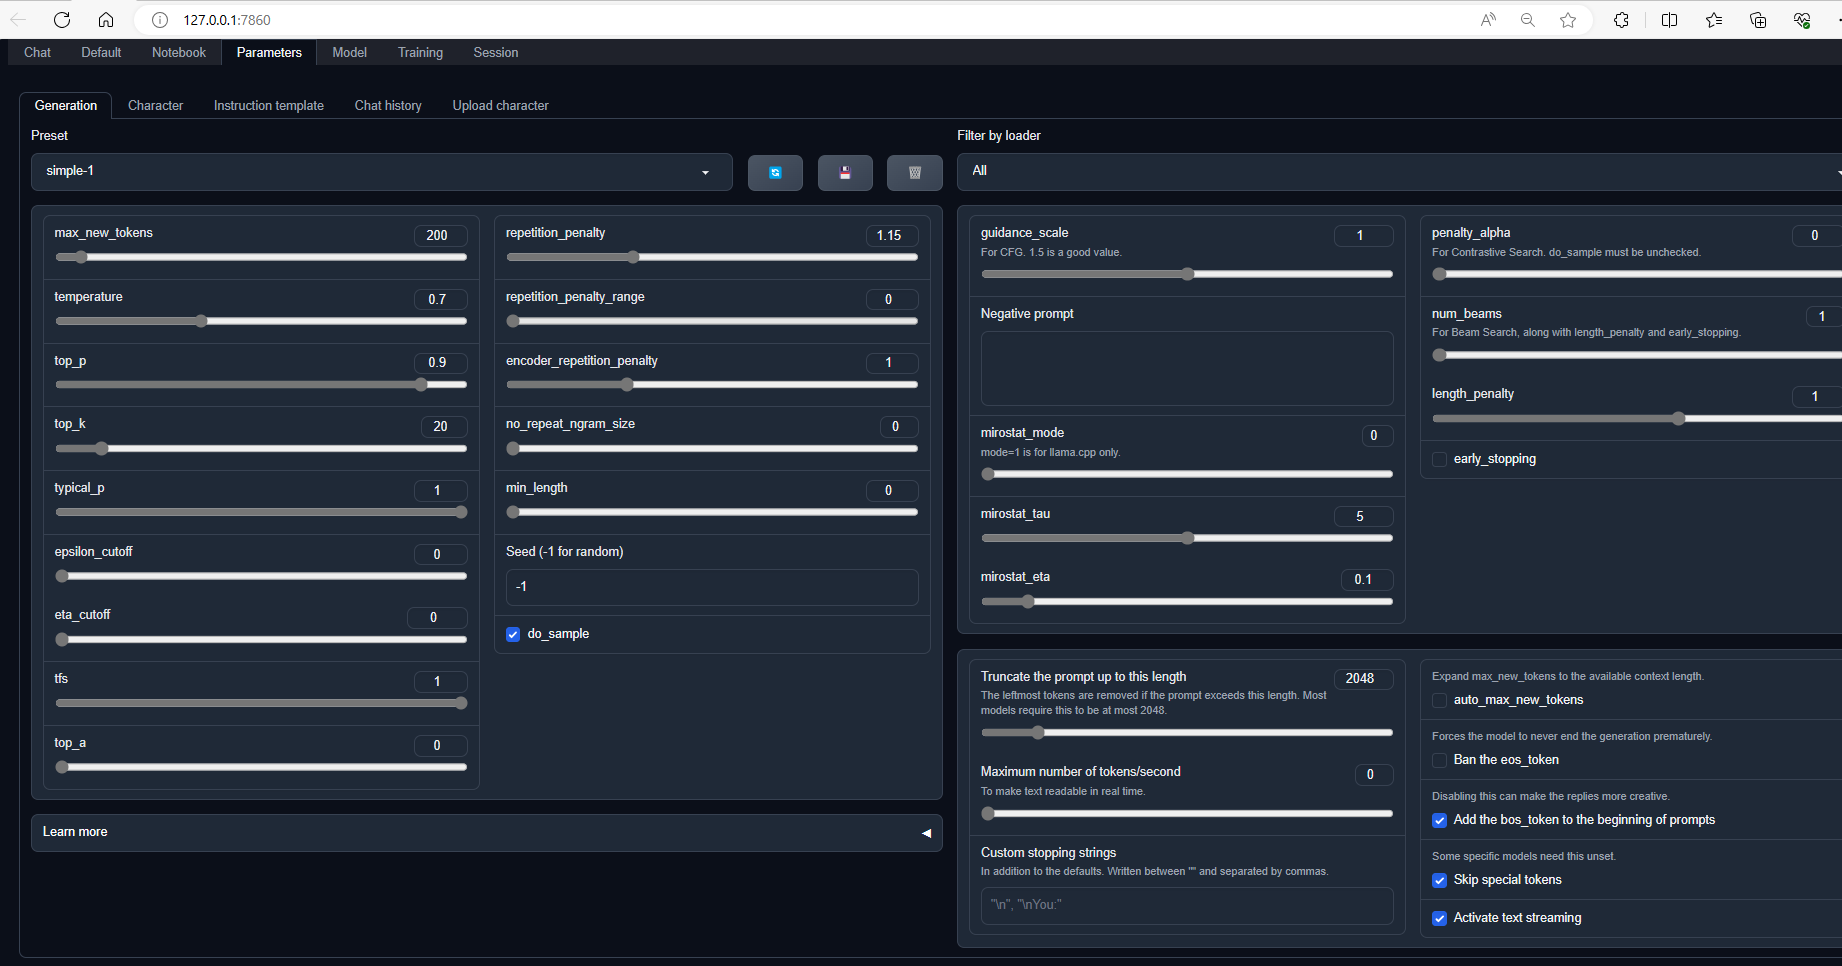 127.0.0.1:7860
Chat Default Notebook Parameters Model Training Session
Generation Character Instruction template Chat history Upload character
Preset
simple-1
max_new_tokens 200
temperature 0.7
top_p 0.9
top_k 20
typical_p 1
epsilon_cutoff 0
eta_cutoff 0
tfs 1
top_a 0
repetition_penalty 1.15
repetition_penalty_range 0
encoder_repetition_penalty 1
no_repeat_ngram_size 0
min_length 0
Seed (-1 for random)
-1
do_sample
Learn more
Filter by loader
All
guidance_scale 1
For CFG. 1.5 is a good value.
Negative prompt
mirostat_mode 0
mode=1 is for llama.cpp only.
mirostat_tau 5
mirostat_eta 0.1
penalty_alpha 0
For Contrastive Search. do_sample must be unchecked.
num_beams 1
For Beam Search, along with length_penalty and early_stopping.
length_penalty 1
early_stopping
Truncate the prompt up to this length 2048
The leftmost tokens are removed if the prompt exceeds this length. Most
models require this to be at most 2048.
Maximum number of tokens/second 0
To make text readable in real time.
Custom stopping strings
In addition to the defaults. Written between "" and separated by commas.
"\n", "\nYou:"
Expand max_new_tokens to the available context length.
auto_max_new_tokens
Forces the model to never end the generation prematurely.
Ban the eos_token
Disabling this can make the replies more creative.
Add the bos_token to the beginning of prompts
Some specific models need this unset.
Skip special tokens
Activate text streaming